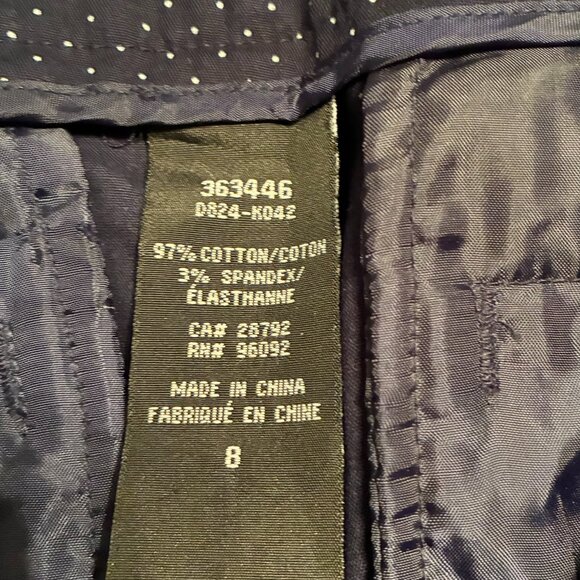 363446
D824-K042
97% COTTON/COTON
3% SPANDEX/
ÉLASTHANNE
CA# 28792
RN# 96092
MADE IN CHINA
FABRIQUÉ EN CHINE
8